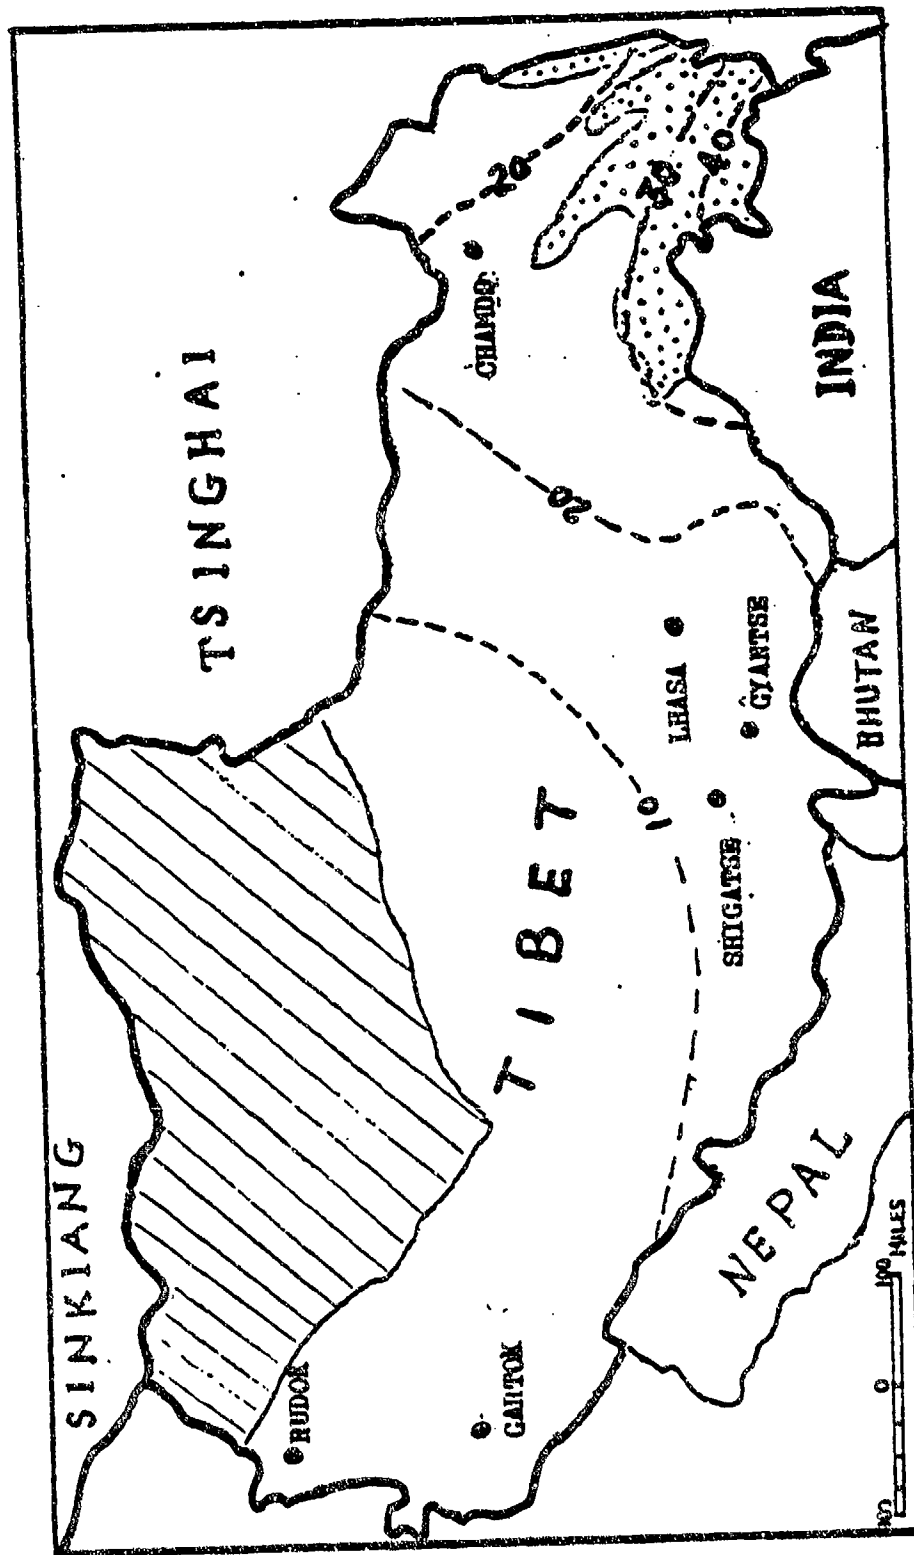 SINKIANG
TSINGHAI
TIBET
RUDOK
GARTOK
CHAMDO
LHASA
GYANTSE
SHIGATSE
NEPAL
BHUTAN
INDIA
10
20
20
30
40
100
0
100
MILES